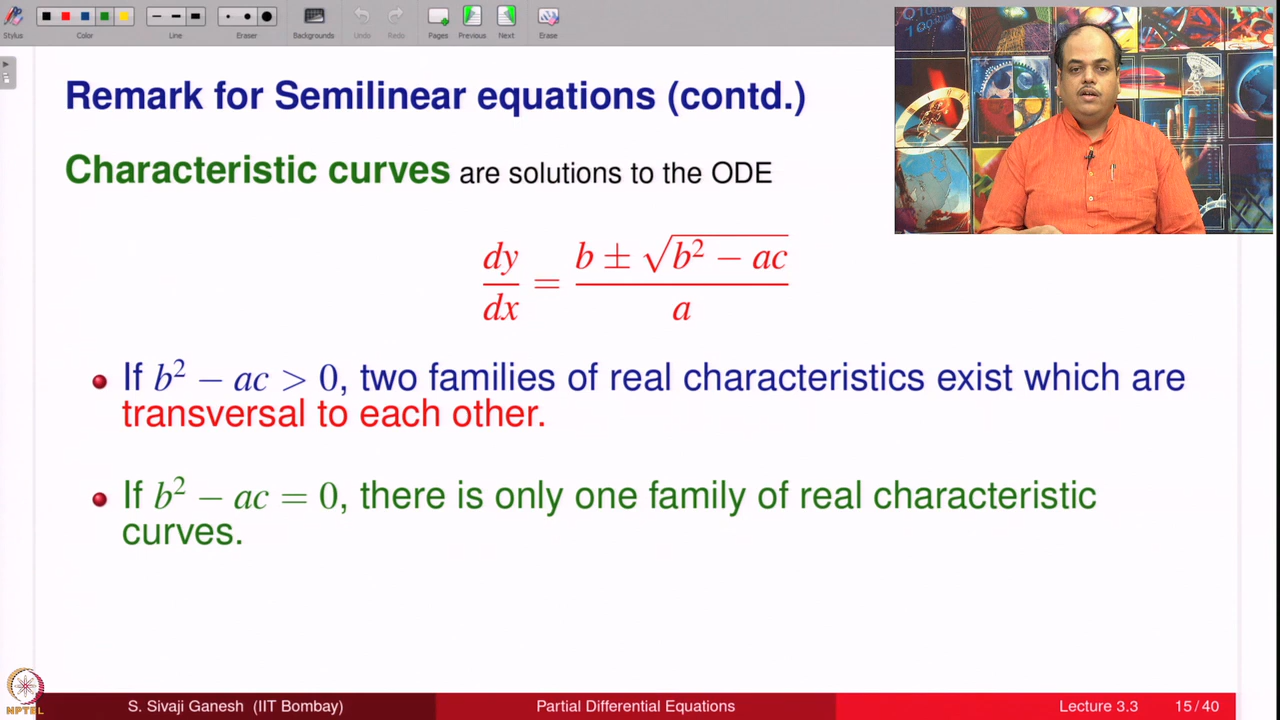 Stylus Color Line Eraser Backgrounds Undo Redo Pages Previous Next Erase
Remark for Semilinear equations (contd.)
Characteristic curves are solutions to the ODE
dy/dx = (b ± √(b² − ac))/a
If b² − ac > 0, two families of real characteristics exist which are
transversal to each other.
If b² − ac = 0, there is only one family of real characteristic
curves.
NPTEL
S. Sivaji Ganesh (IIT Bombay) Partial Differential Equations Lecture 3.3 15/40